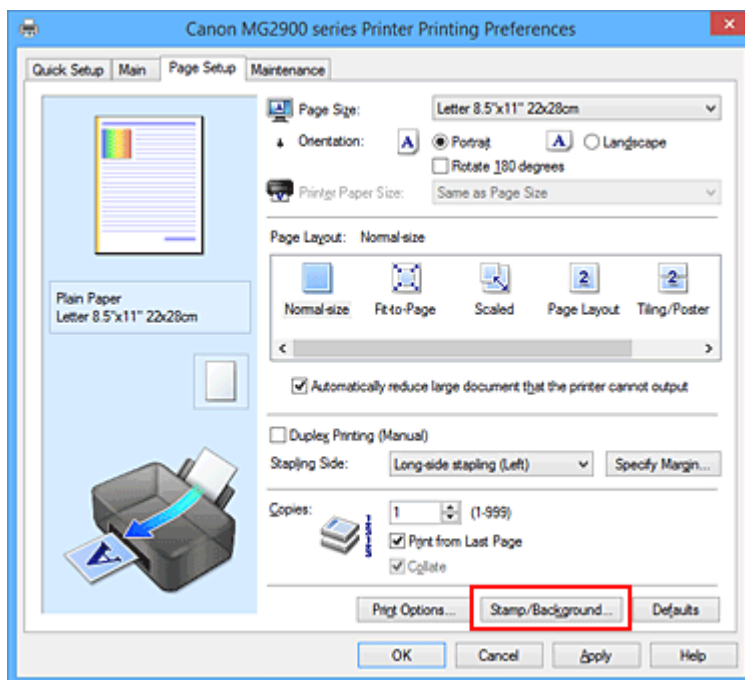 Canon MG2900 series Printer Printing Preferences
Quick Setup Main Page Setup Maintenance
Page Size: Letter 8.5"x11" 22x28cm
Orientation: A Portrait A Landscape
Rotate 180 degrees
Printer Paper Size: Same as Page Size
Page Layout: Normal-size
2 2
Normal-size Fit-to-Page Scaled Page Layout Tiling/Poster
Plain Paper
Letter 8.5"x11" 22x28cm
Automatically reduce large document that the printer cannot output
Duplex Printing (Manual)
Stapling Side: Long-side stapling (Left) Specify Margin...
Copies: 1 (1-999)
Print from Last Page
Collate
A
Print Options... Stamp/Background... Defaults
OK Cancel Apply Help